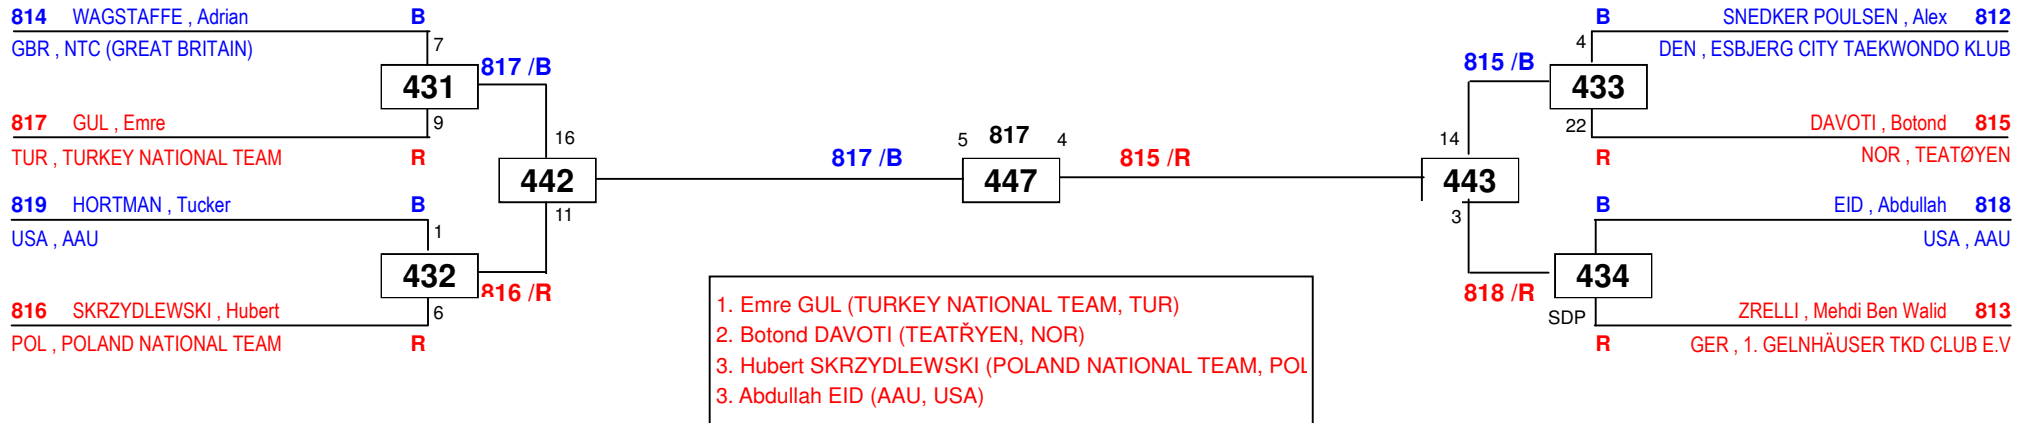 814 WAGSTAFFE , Adrian B
GBR , NTC (GREAT BRITAIN)
7
431
817 /B
9
817 GUL , Emre
TUR , TURKEY NATIONAL TEAM R
16
442
11
819 HORTMAN , Tucker B
USA , AAU
1
432
816 /R
6
816 SKRZYDLEWSKI , Hubert
POL , POLAND NATIONAL TEAM R
817 /B
5 817 4
447
815 /R
B SNEDKER POULSEN , Alex 812
4
DEN , ESBJERG CITY TAEKWONDO KLUB
815 /B
433
22
DAVOTI , Botond 815
R NOR , TEATØYEN
14
443
3
B EID , Abdullah 818
USA , AAU
434
818 /R
SDP
ZRELLI , Mehdi Ben Walid 813
R GER , 1. GELNHÄUSER TKD CLUB E.V
1. Emre GUL (TURKEY NATIONAL TEAM, TUR)
2. Botond DAVOTI (TEATŘYEN, NOR)
3. Hubert SKRZYDLEWSKI (POLAND NATIONAL TEAM, POL
3. Abdullah EID (AAU, USA)